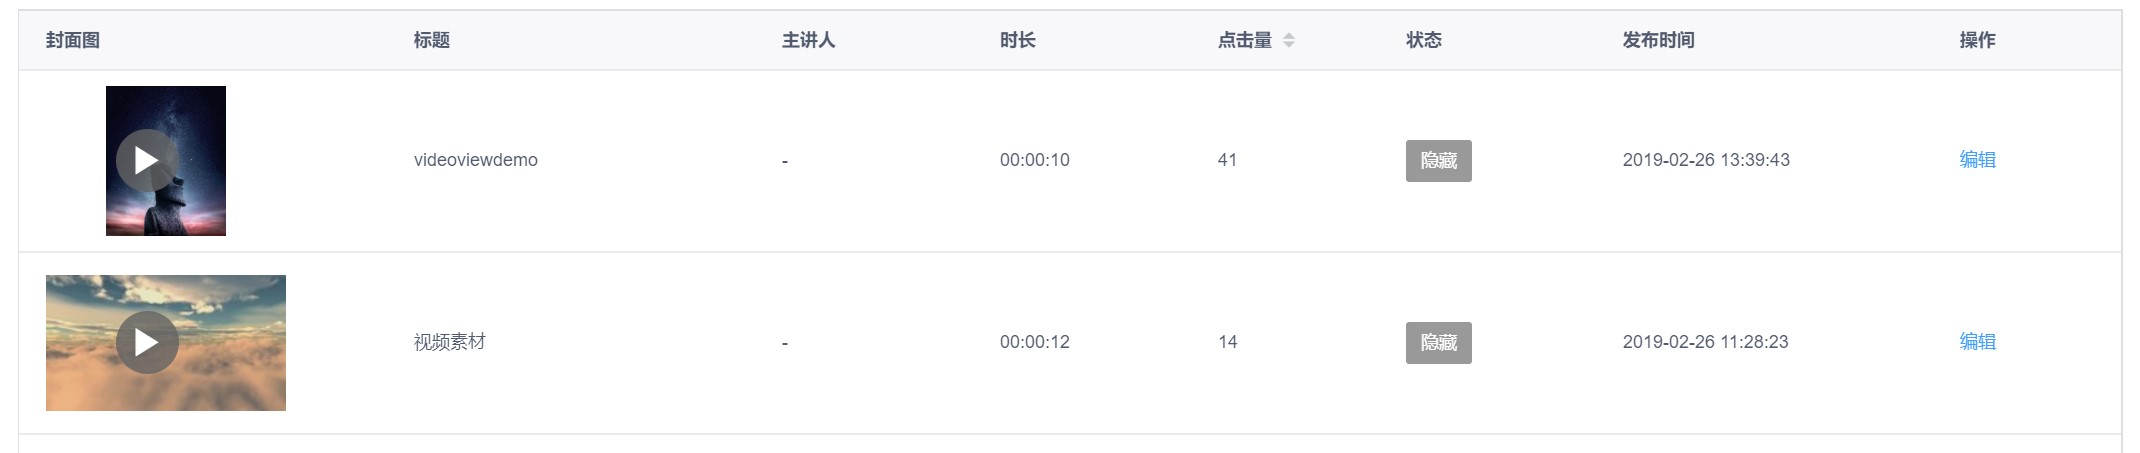 封面图 标题 主讲人 时长 点击量 状态 发布时间 操作
videoviewdemo - 00:00:10 41 隐藏 2019-02-26 13:39:43 编辑
视频素材 - 00:00:12 14 隐藏 2019-02-26 11:28:23 编辑